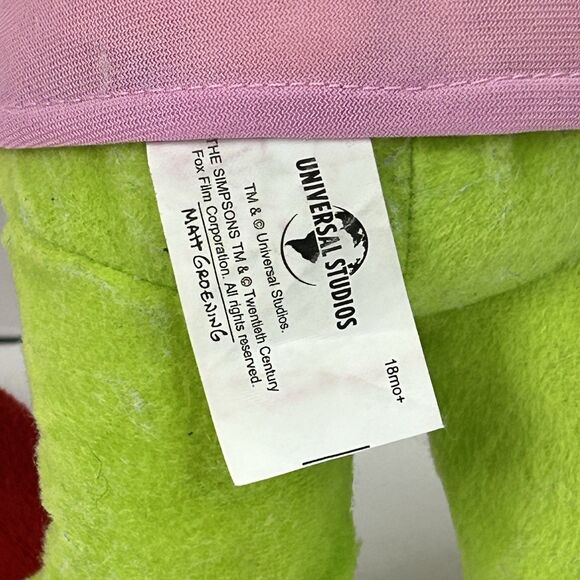 UNIVERSAL STUDIOS
TM & © Universal Studios.
THE SIMPSONS TM & © Twentieth Century
Fox Film Corporation. All rights reserved.
MATT GROENING
18mo+